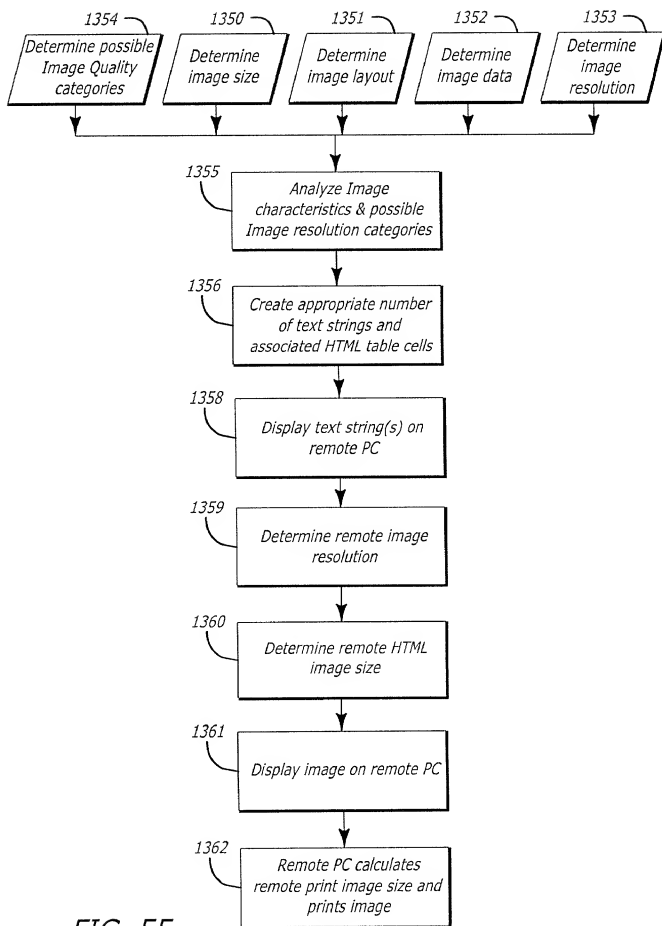 1354 1350 1351 1352 1353
Determine possible
Image Quality
categories
Determine
image size
Determine
image layout
Determine
image data
Determine
image
resolution
1355
Analyze Image
characteristics & possible
Image resolution categories
1356
Create appropriate number
of text strings and
associated HTML table cells
1358
Display text string(s) on
remote PC
1359
Determine remote image
resolution
1360
Determine remote HTML
image size
1361
Display image on remote PC
1362
Remote PC calculates
remote print image size and
prints image